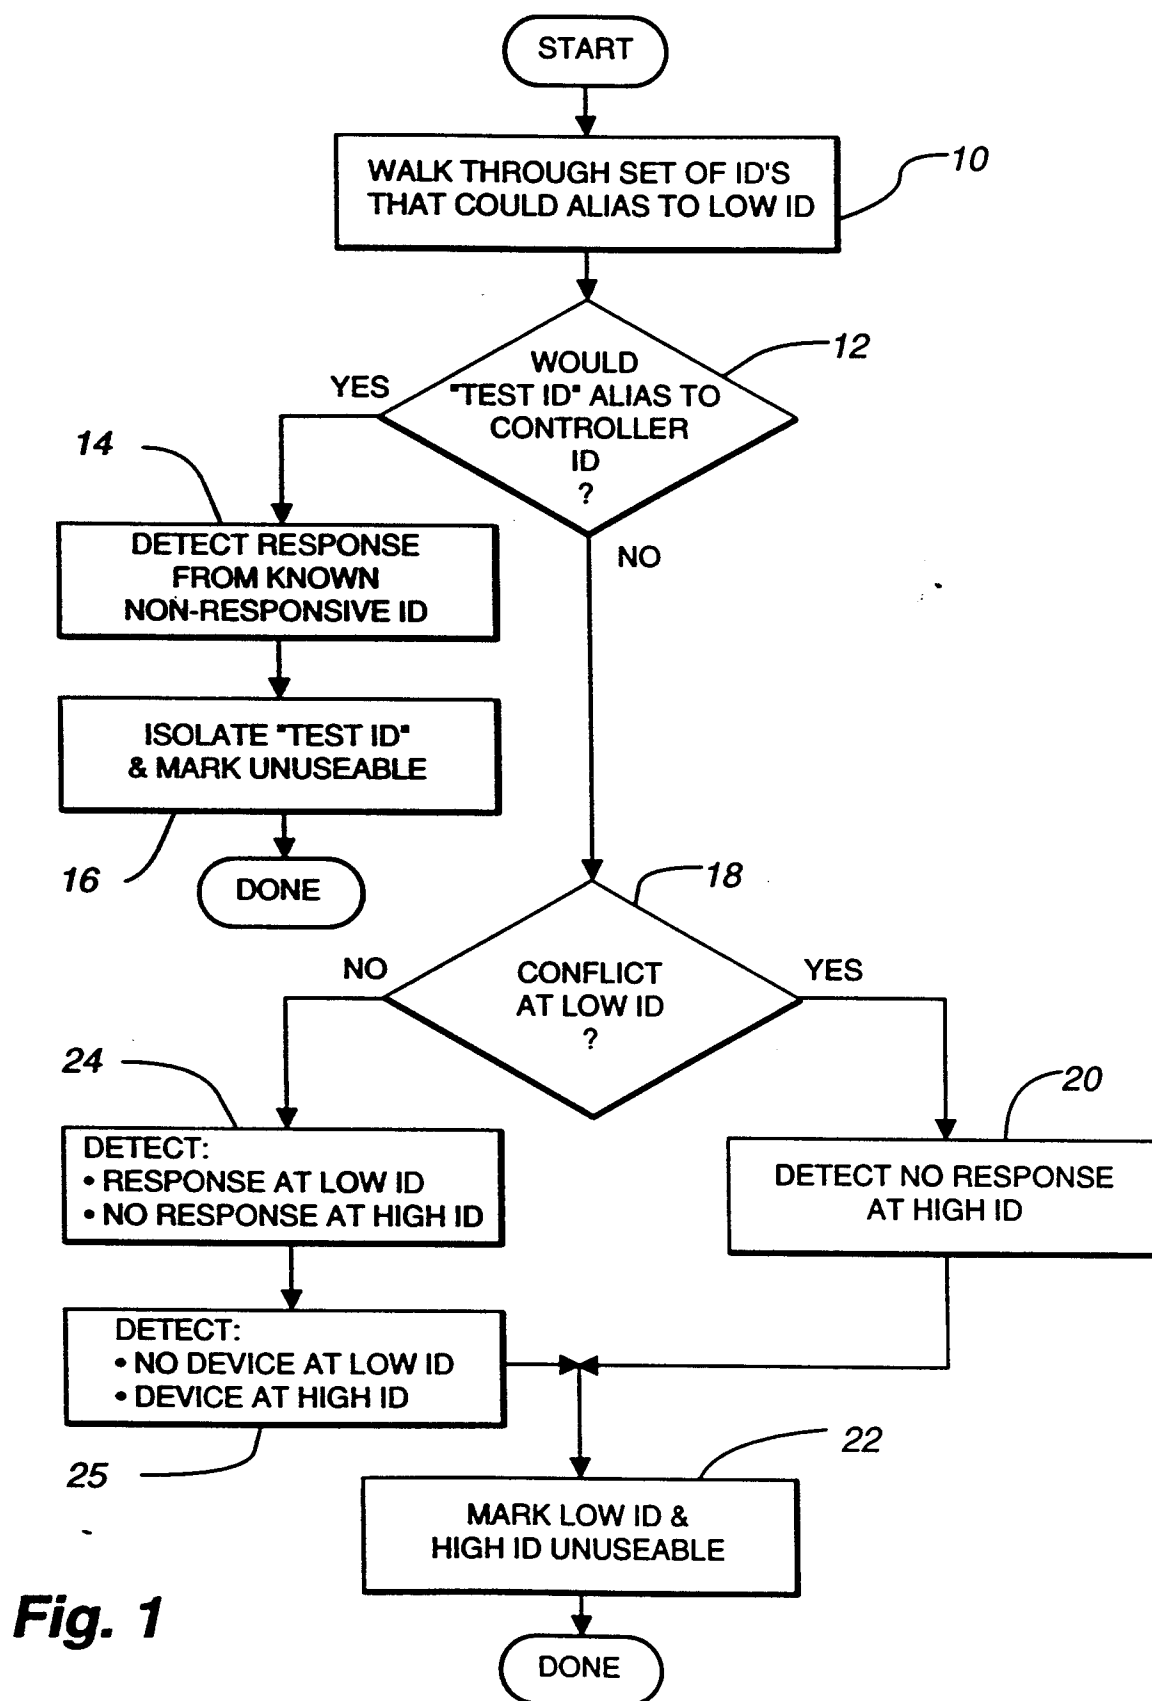 START
WALK THROUGH SET OF ID'S
THAT COULD ALIAS TO LOW ID
10
WOULD
"TEST ID" ALIAS TO
CONTROLLER
ID
?
12
YES
NO
14
DETECT RESPONSE
FROM KNOWN
NON-RESPONSIVE ID
ISOLATE "TEST ID"
& MARK UNUSEABLE
16
DONE
18
CONFLICT
AT LOW ID
?
NO
YES
24
DETECT:
• RESPONSE AT LOW ID
• NO RESPONSE AT HIGH ID
20
DETECT NO RESPONSE
AT HIGH ID
DETECT:
• NO DEVICE AT LOW ID
• DEVICE AT HIGH ID
25
22
MARK LOW ID &
HIGH ID UNUSEABLE
DONE
Fig. 1